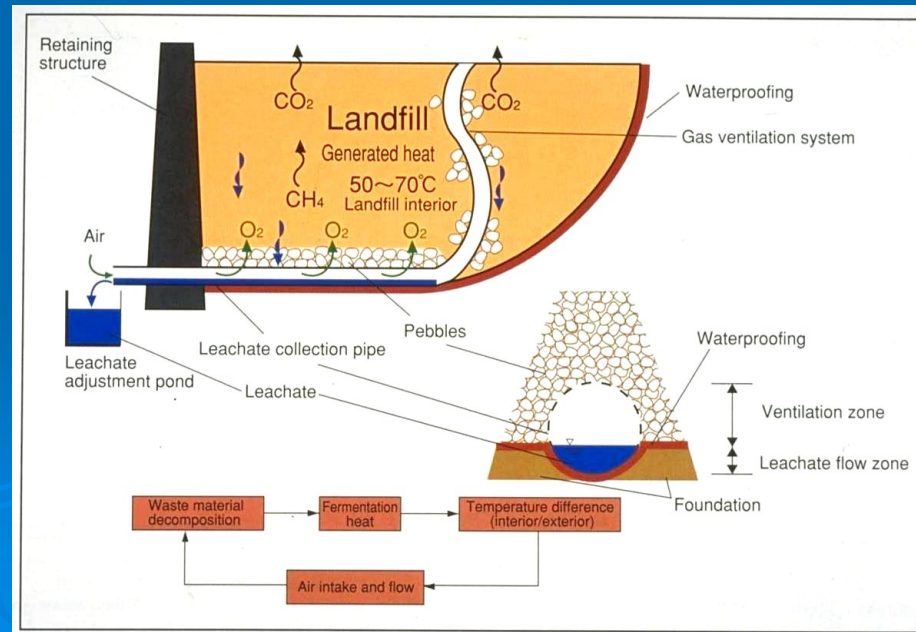 Retaining
structure
CO₂
CO₂
Landfill
Generated heat
50～70℃
Landfill interior
CH₄
Waterproofing
Gas ventilation system
O₂
O₂
O₂
Air
Pebbles
Leachate collection pipe
Leachate
adjustment pond
Leachate
Waterproofing
Ventilation zone
Leachate flow zone
Foundation
Waste material
decomposition
Fermentation
heat
Temperature difference
(interior/exterior)
Air intake and flow